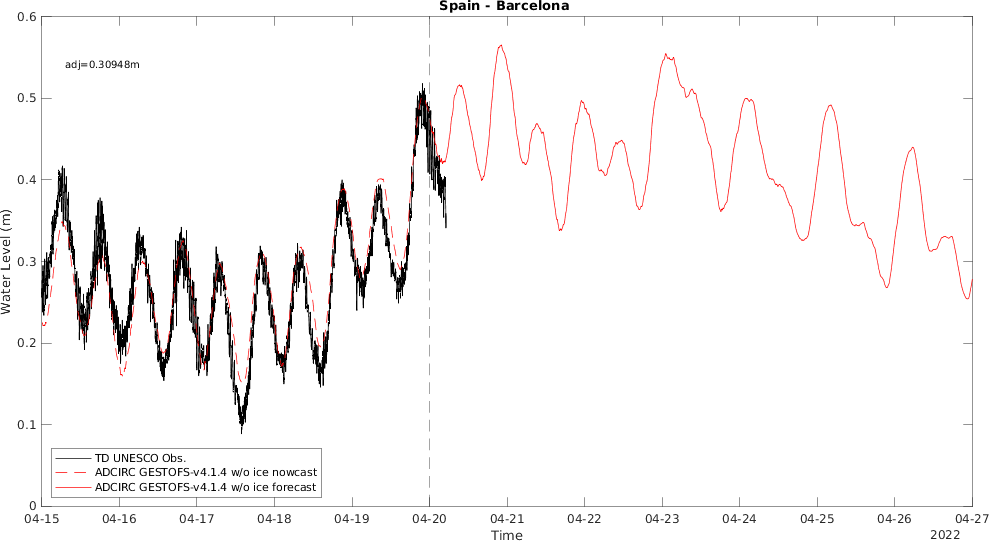 Spain - Barcelona
adj=0.30948m
Water Level (m)
0.6
0.5
0.4
0.3
0.2
0.1
0
TD UNESCO Obs.
ADCIRC GESTOFS-v4.1.4 w/o ice nowcast
ADCIRC GESTOFS-v4.1.4 w/o ice forecast
04-15 04-16 04-17 04-18 04-19 04-20 04-21 04-22 04-23 04-24 04-25 04-26 04-27
Time
2022